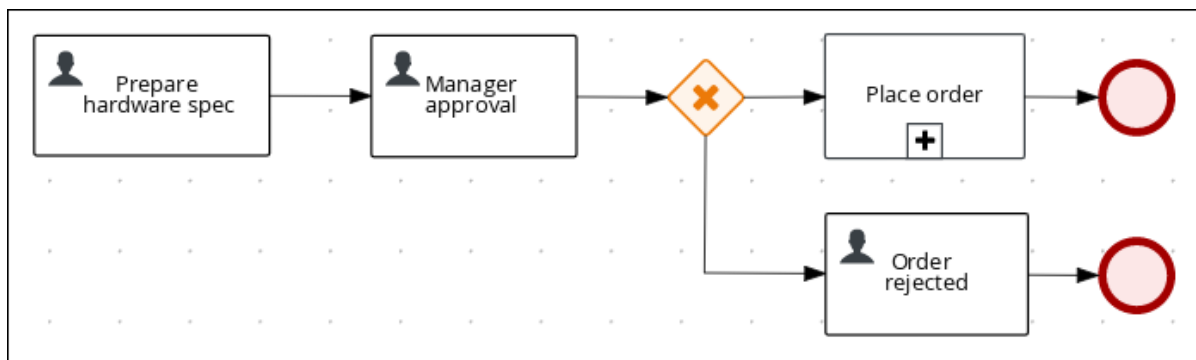 Prepare
hardware spec
Manager
approval
Place order
Order
rejected